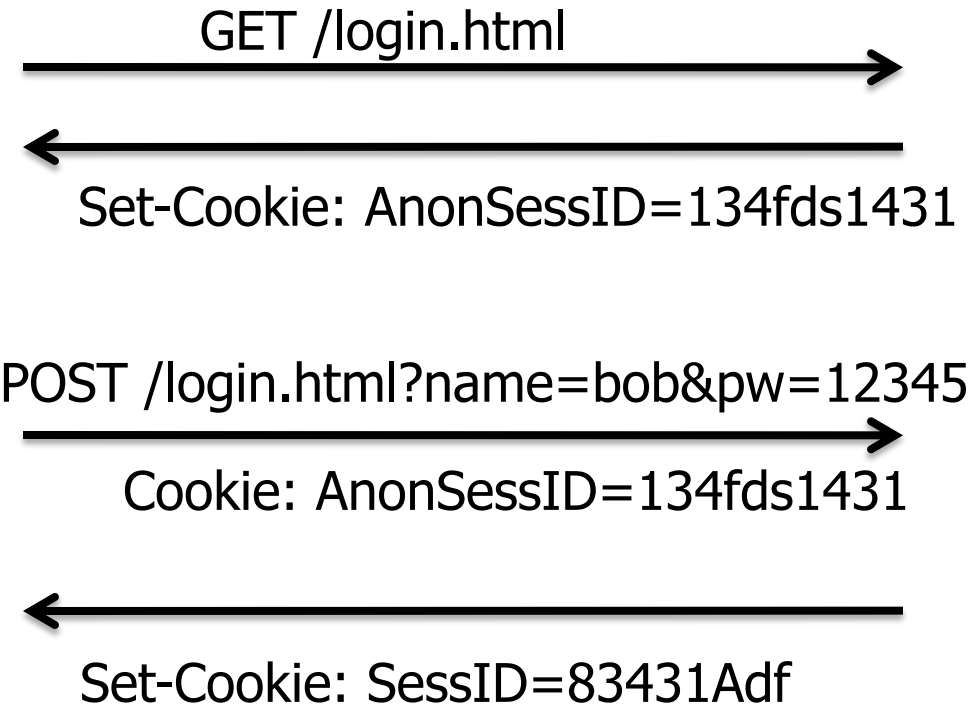 GET /login.html
Set-Cookie: AnonSessID=134fds1431
POST /login.html?name=bob&pw=12345
Cookie: AnonSessID=134fds1431
Set-Cookie: SessID=83431Adf